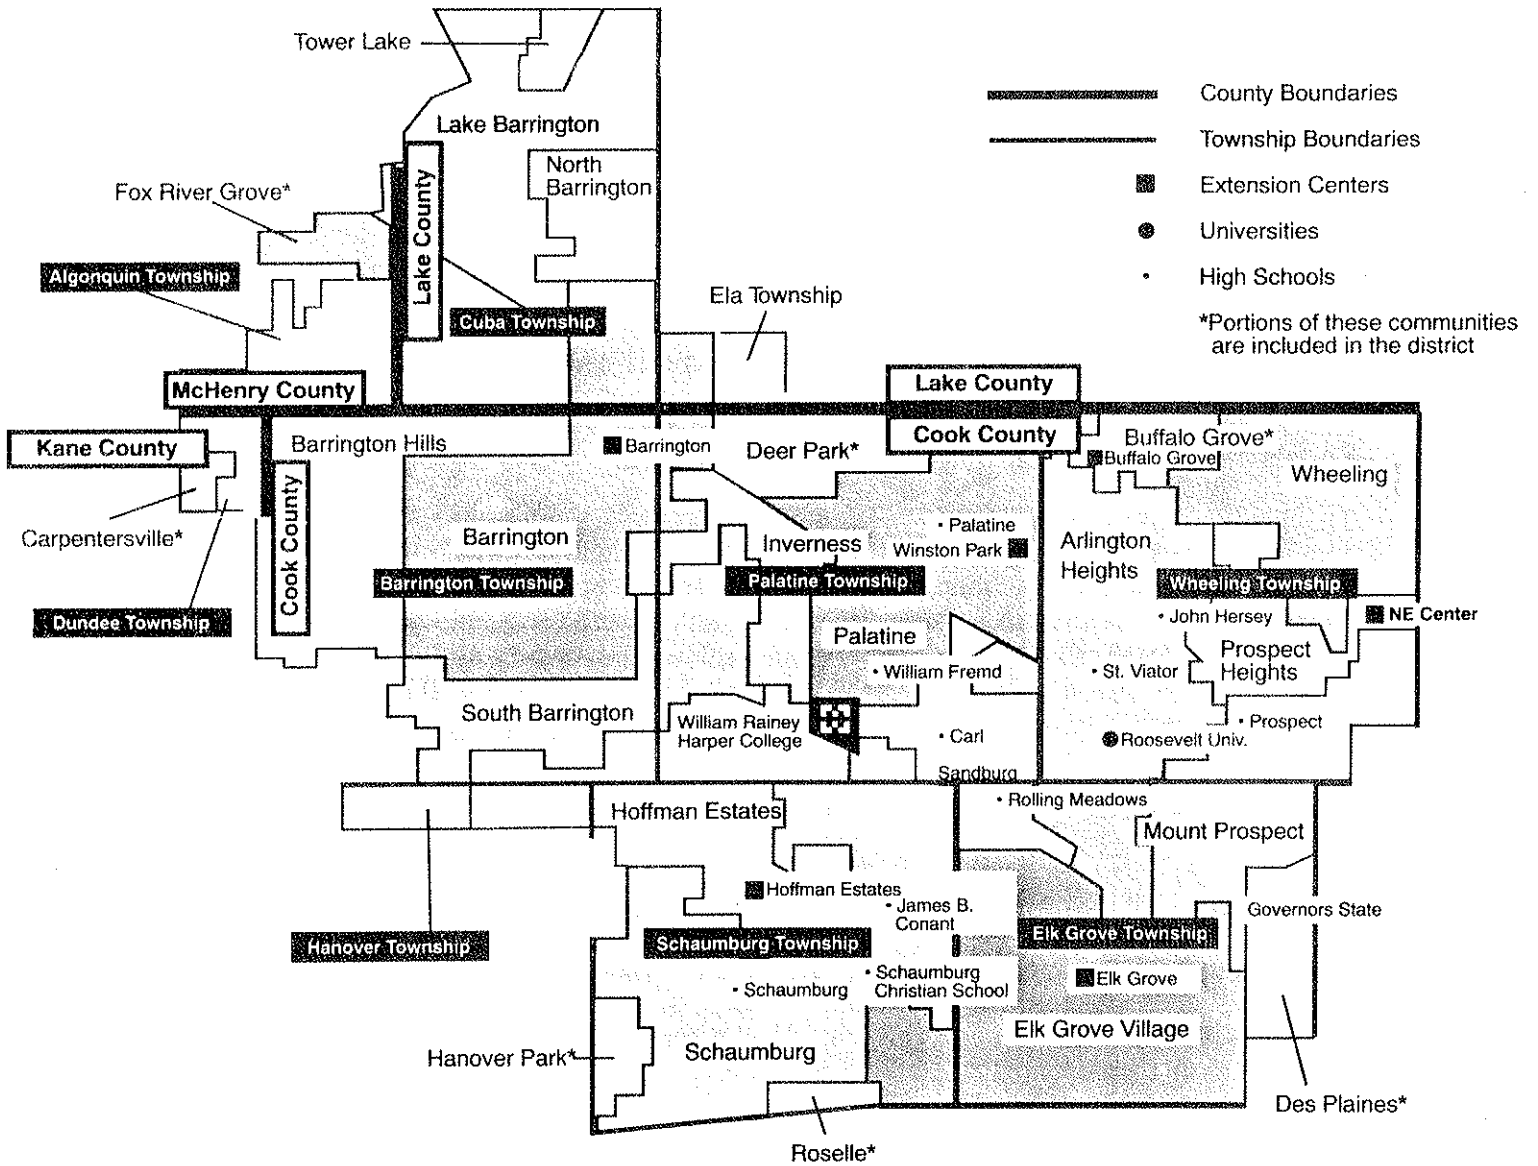 Tower Lake
Lake Barrington
North
Barrington
Fox River Grove*
Lake County
Algonquin Township
Cuba Township
Ela Township
County Boundaries
Township Boundaries
Extension Centers
Universities
High Schools
*Portions of these communities
are included in the district
McHenry County
Lake County
Kane County
Cook County
Barrington Hills
Barrington
Deer Park*
Buffalo Grove*
Buffalo Grove
Wheeling
Carpentersville*
Cook County
Barrington
Inverness
Palatine
Winston Park
Arlington
Heights
Barrington Township
Palatine Township
Wheeling Township
Dundee Township
John Hersey
NE Center
Palatine
William Fremd
St. Viator
Prospect
Heights
South Barrington
William Rainey
Harper College
Carl
Sandburg
Prospect
Roosevelt Univ.
Hoffman Estates
Rolling Meadows
Mount Prospect
Hoffman Estates
James B.
Conant
Governors State
Hanover Township
Schaumburg Township
Elk Grove Township
Schaumburg
Schaumburg
Christian School
Elk Grove
Elk Grove Village
Hanover Park*
Schaumburg
Des Plaines*
Roselle*